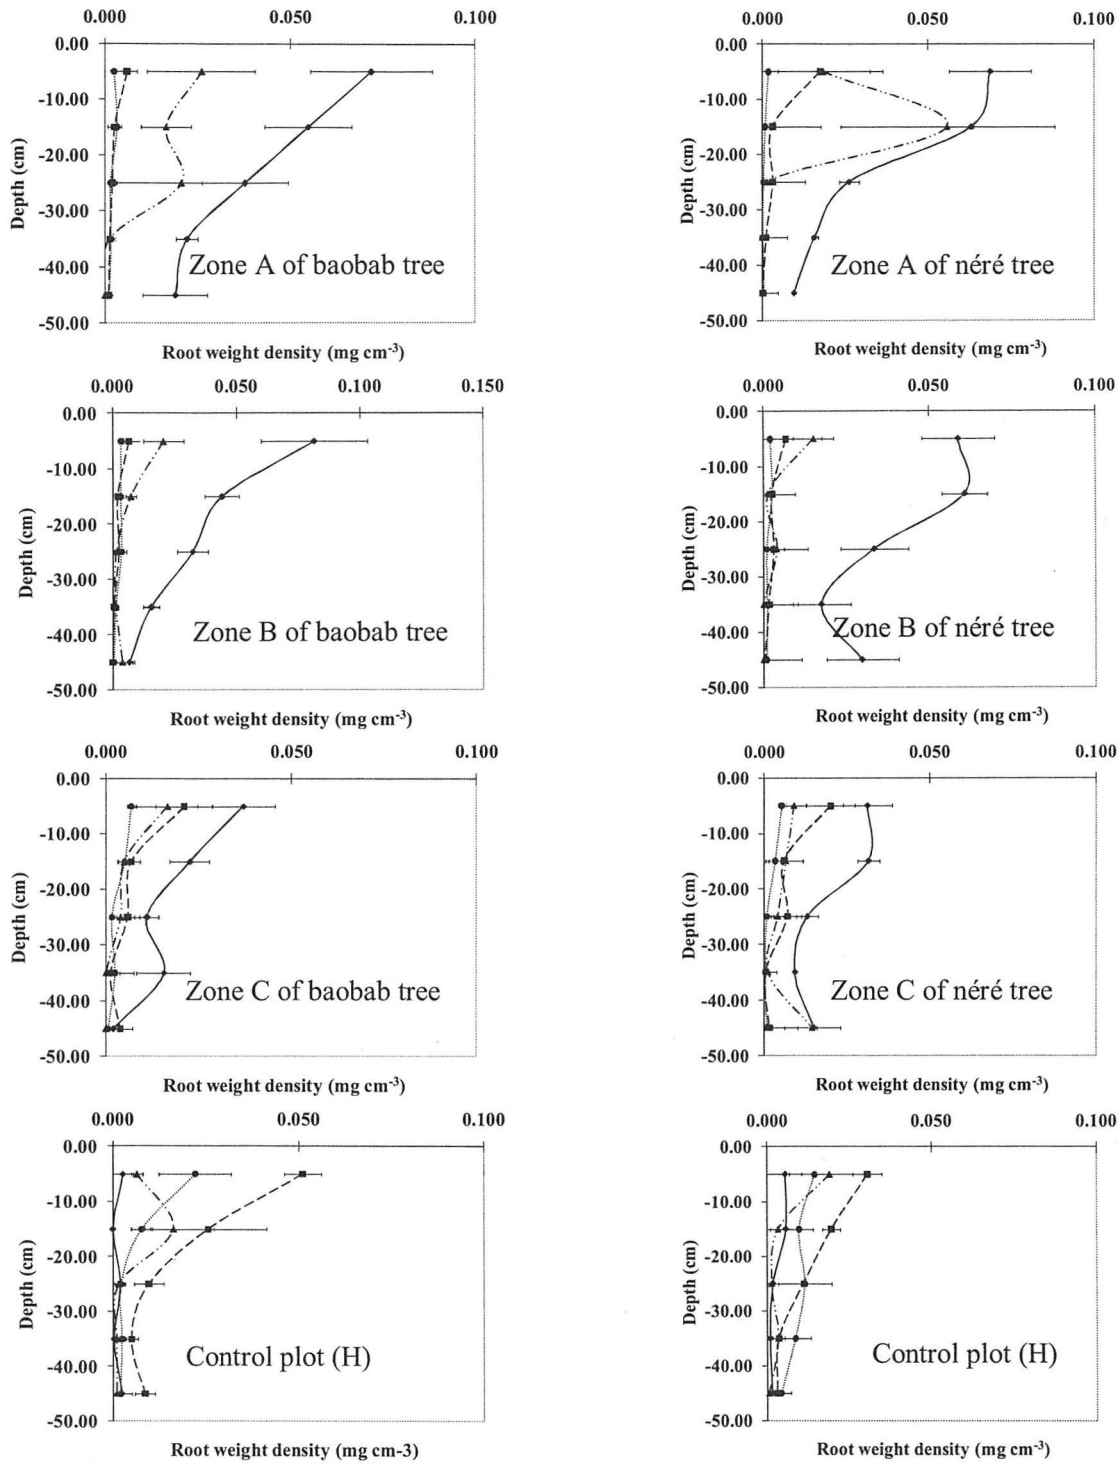 0.000 0.050 0.100
0.00
-10.00
-20.00
-30.00
-40.00
-50.00
Depth (cm)
Zone A of baobab tree
Root weight density (mg cm-3)
0.000 0.050 0.100
0.00
-10.00
-20.00
-30.00
-40.00
-50.00
Depth (cm)
Zone A of néré tree
Root weight density (mg cm-3)
0.000 0.050 0.100 0.150
0.00
-10.00
-20.00
-30.00
-40.00
-50.00
Depth (cm)
Zone B of baobab tree
Root weight density (mg cm-3)
0.000 0.050 0.100
0.00
-10.00
-20.00
-30.00
-40.00
-50.00
Depth (cm)
Zone B of néré tree
Root weight density (mg cm-3)
0.000 0.050 0.100
0.00
-10.00
-20.00
-30.00
-40.00
-50.00
Depth (cm)
Zone C of baobab tree
Root weight density (mg cm-3)
0.000 0.050 0.100
0.00
-10.00
-20.00
-30.00
-40.00
-50.00
Depth (cm)
Zone C of néré tree
Root weight density (mg cm-3)
0.000 0.050 0.100
0.00
-10.00
-20.00
-30.00
-40.00
-50.00
Depth (cm)
Control plot (H)
Root weight density (mg cm-3)
0.000 0.050 0.100
0.00
-10.00
-20.00
-30.00
-40.00
-50.00
Depth (cm)
Control plot (H)
Root weight density (mg cm-3)